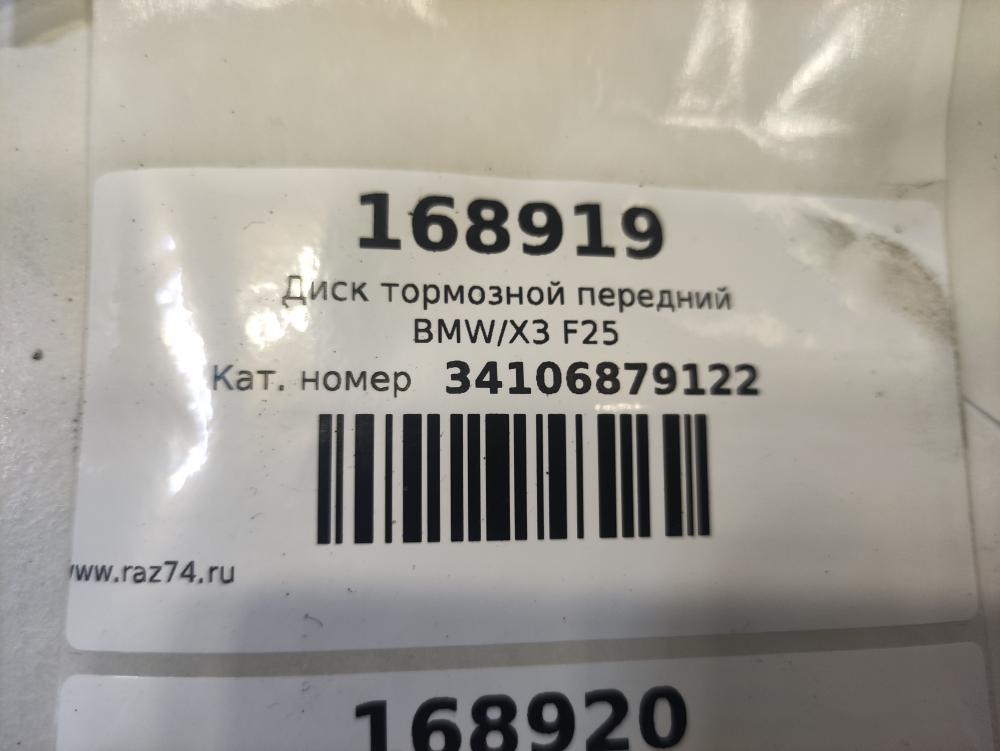 168919
Диск тормозной передний
BMW/X3 F25
Кат. номер 34106879122
www.raz74.ru
168920